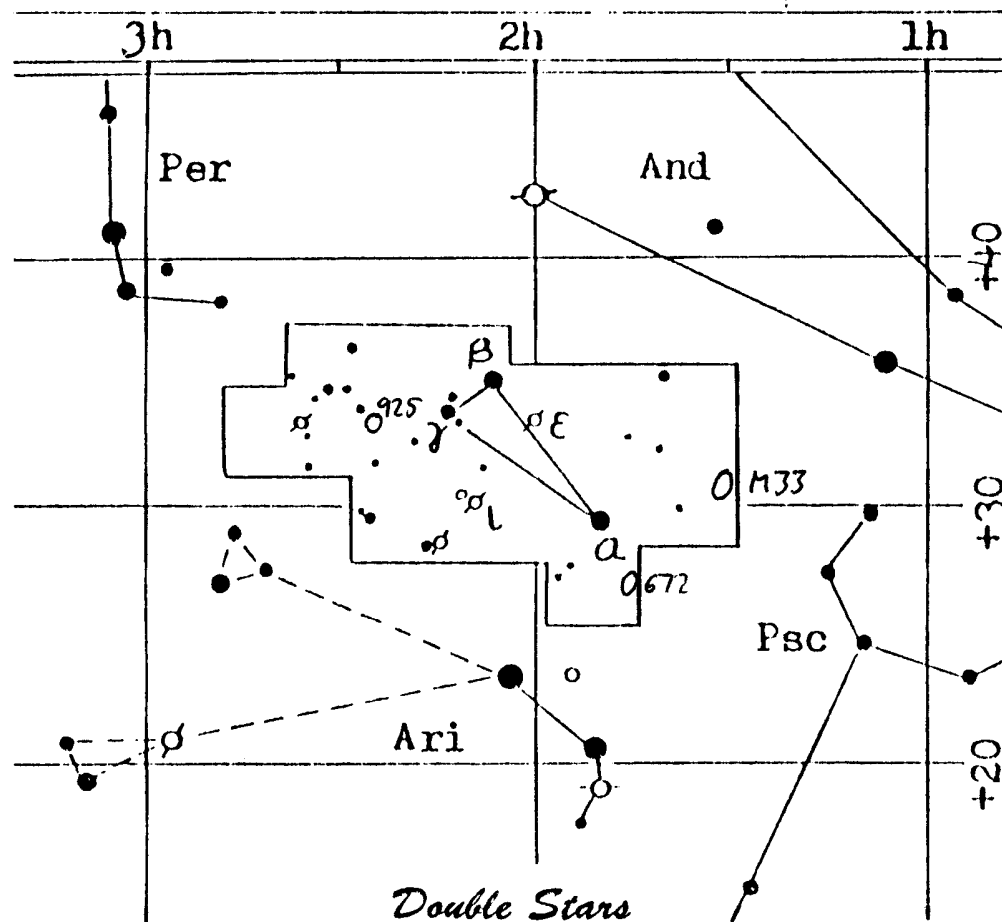 3h 2h 1h
Per And
+40
β
925 γ ε
M33
ι +30
α
672
Psc
Ari
+20
Double Stars